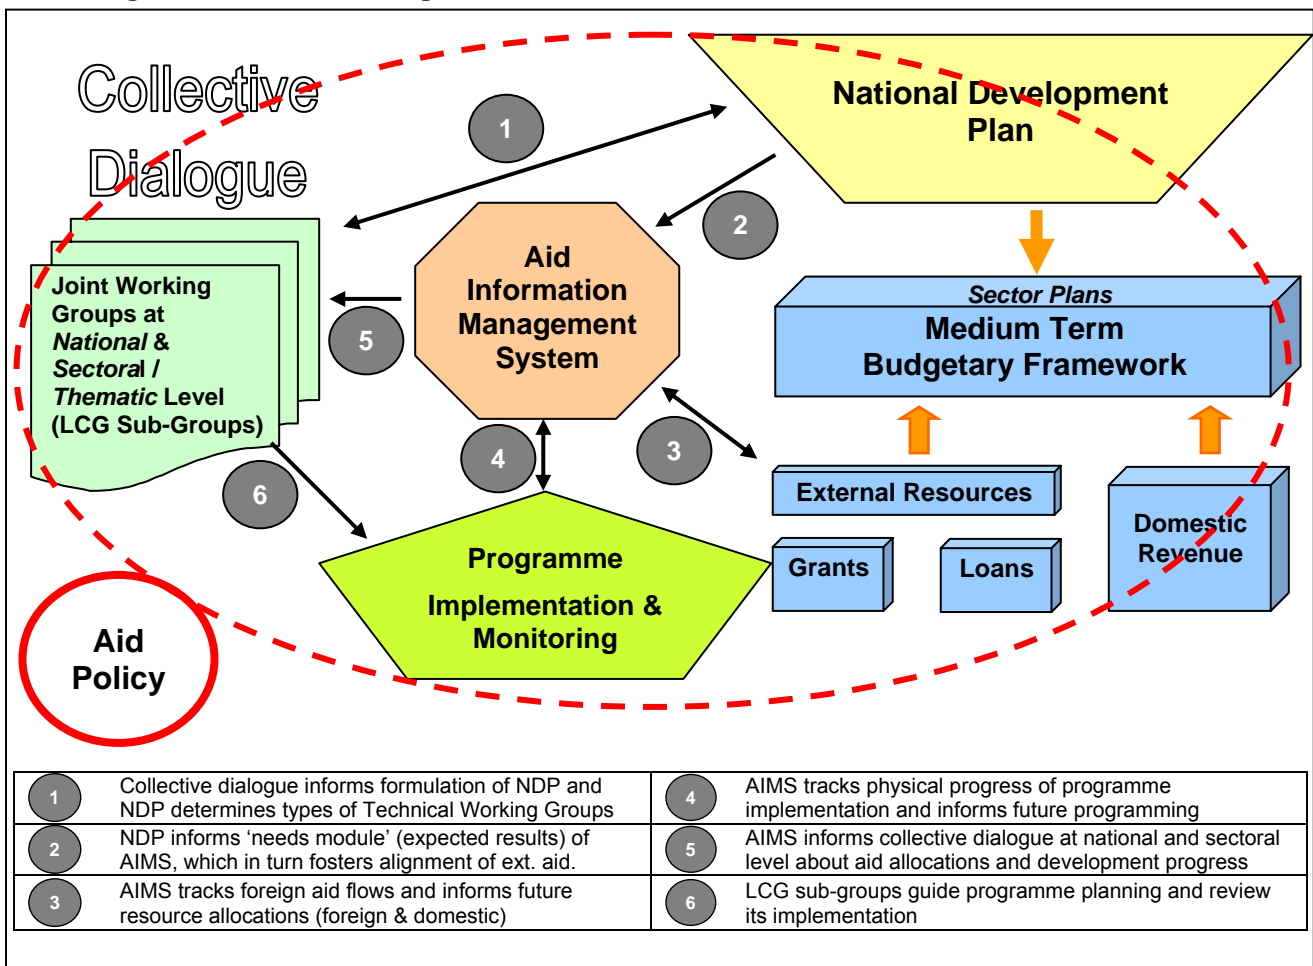 Collective
Dialogue
National Development
Plan
1
2
Aid
Information
Management
System
Joint Working
Groups at
National &
Sectoral /
Thematic Level
(LCG Sub-Groups)
5
Sector Plans
Medium Term
Budgetary Framework
3
4
6
External Resources
Grants
Loans
Domestic
Revenue
Programme
Implementation &
Monitoring
Aid
Policy
1
Collective dialogue informs formulation of NDP and
NDP determines types of Technical Working Groups
4
AIMS tracks physical progress of programme
implementation and informs future programming
2
NDP informs ‘needs module’ (expected results) of
AIMS, which in turn fosters alignment of ext. aid.
5
AIMS informs collective dialogue at national and sectoral
level about aid allocations and development progress
3
AIMS tracks foreign aid flows and informs future
resource allocations (foreign & domestic)
6
LCG sub-groups guide programme planning and review
its implementation